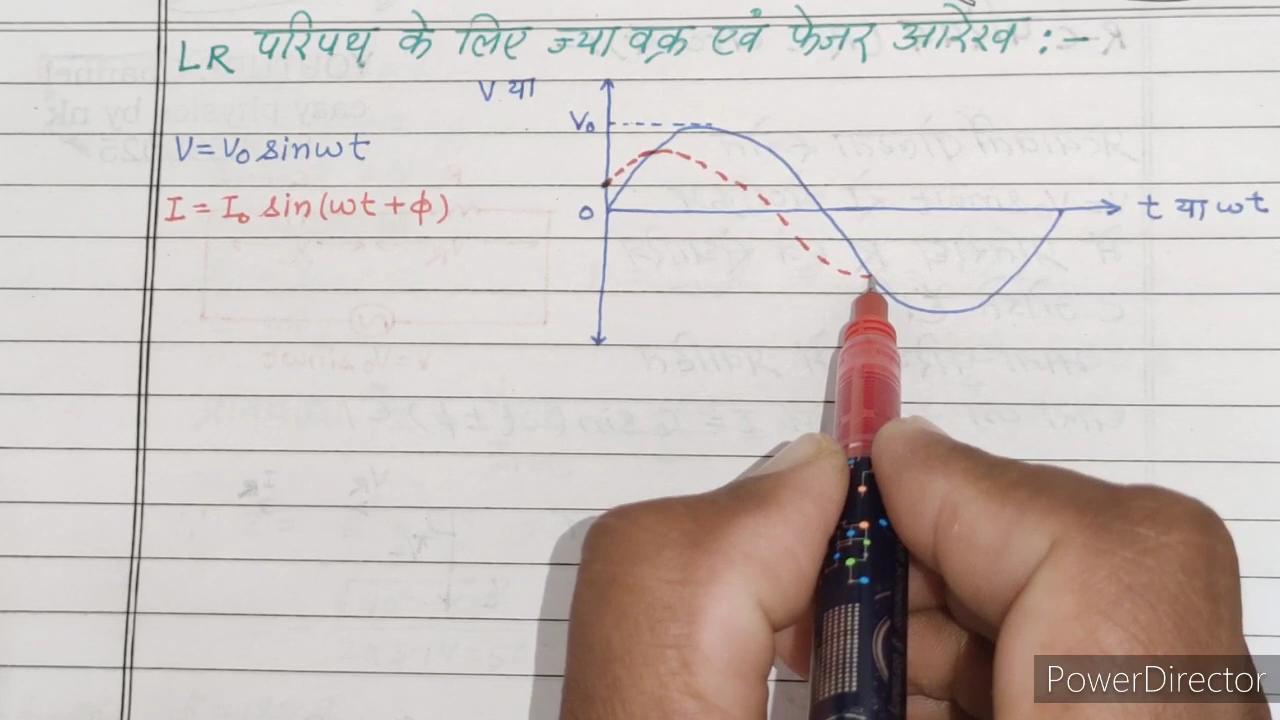 LR परिपथ के लिए ज्या वक्र एवं फेजर आरेख :-
V या
V₀
V = V₀ sinωt
I = I₀ sin(ωt + ϕ)
0
t या ωt
PowerDirector